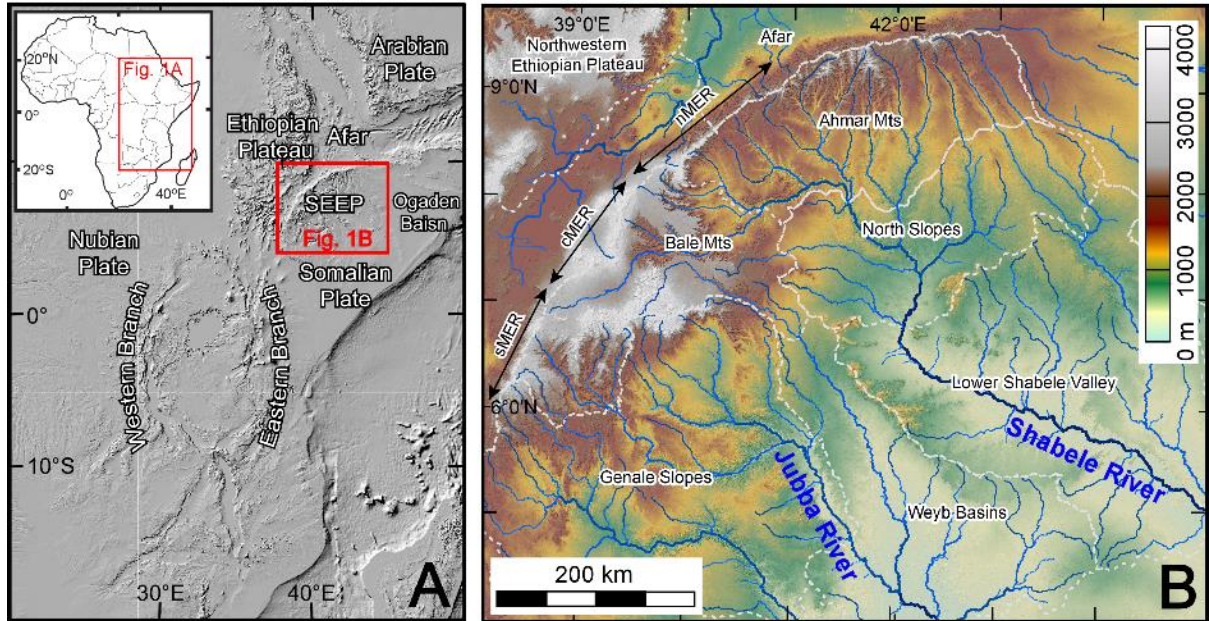 20°N
0°
20°S
0°
40°E
Fig. 1A
Arabian
Plate
Ethiopian
Plateau
Afar
SEEP
Fig. 1B
Ogaden
Baisn
Nubian
Plate
Somalian
Plate
Western Branch
Eastern Branch
0°
10°S
30°E
40°E
A
39°0'E
42°0'E
Northwestern
Ethiopian Plateau
Afar
9°0'N
nMER
Ahmar Mts
cMER
Bale Mts
North Slopes
sMER
6°0'N
Lower Shabele Valley
Shabele River
Genale Slopes
Jubba River
Weyb Basins
200 km
B
4000
3000
2000
1000
0 m